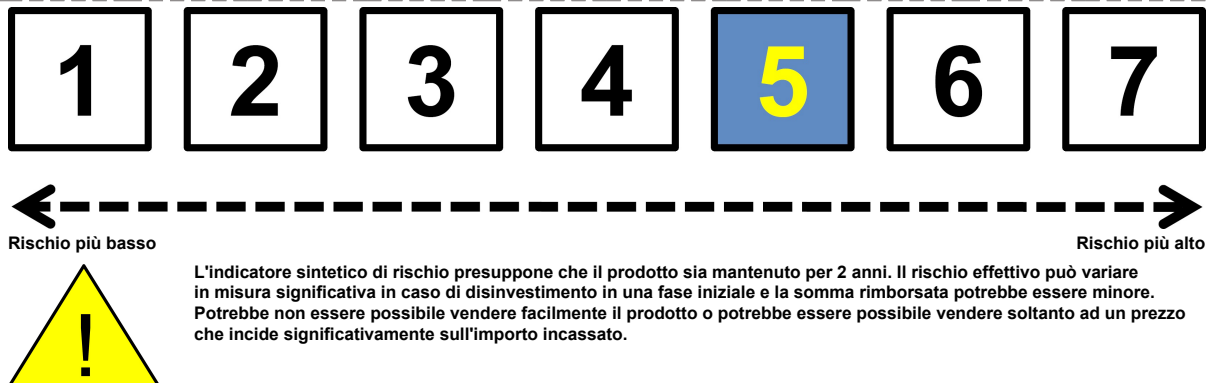 1 2 3 4 5 6 7
Rischio più basso Rischio più alto
L'indicatore sintetico di rischio presuppone che il prodotto sia mantenuto per 2 anni. Il rischio effettivo può variare
in misura significativa in caso di disinvestimento in una fase iniziale e la somma rimborsata potrebbe essere minore.
Potrebbe non essere possibile vendere facilmente il prodotto o potrebbe essere possibile vendere soltanto ad un prezzo
che incide significativamente sull'importo incassato.
!